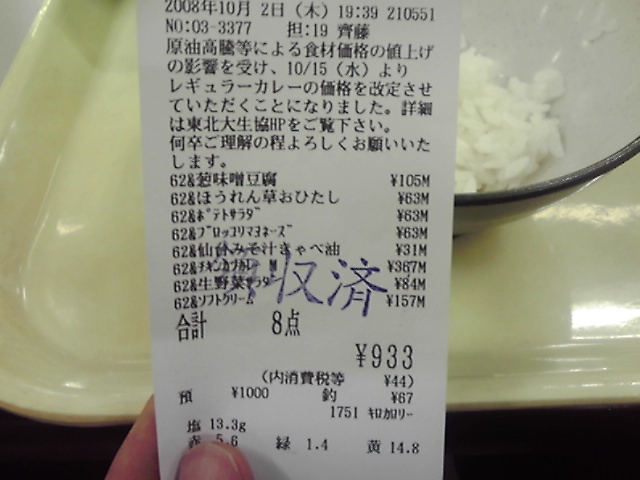 2008年10月 2日(木) 19:39 210551
NO:03-3377 担:19 齊藤
原油高騰等による食材価格の値上げ
の影響を受け、10/15(水)より
レギュラーカレーの価格を改定させ
ていただくことになりました。詳細
は東北大生協HPをご覧下さい。
何卒ご理解の程よろしくお願いいた
します。
62&葱味噌豆腐 ¥105M
62&ほうれん草おひたし ¥63M
62&ﾎﾟﾃﾄｻﾗﾀﾞ ¥63M
62&ﾌﾞﾛｯｺﾘﾏﾖﾈｰｽﾞ ¥63M
62&仙台みそ汁きゃべ油 ¥31M
62&ﾁｷﾝｶﾂｶﾚｰ M ¥367M
62&生野菜ｻﾗﾀﾞ ¥84M
62&ｿﾌﾄｸﾘｰﾑ ¥157M
領収済
合計 8点
¥933
(内消費税等 ¥44)
預 ¥1000 釣 ¥67
1751 ｷﾛｶﾛﾘｰ
塩 13.3g
赤 5.6 緑 1.4 黄 14.8